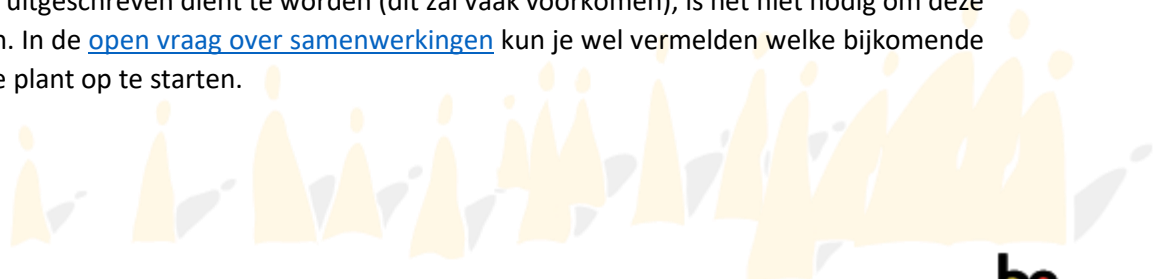 uitgeschreven dient te worden (dit zal vaak voorkomen), is het niet nodig om deze
n. In de open vraag over samenwerkingen kun je wel vermelden welke bijkomende
e plant op te starten.
be